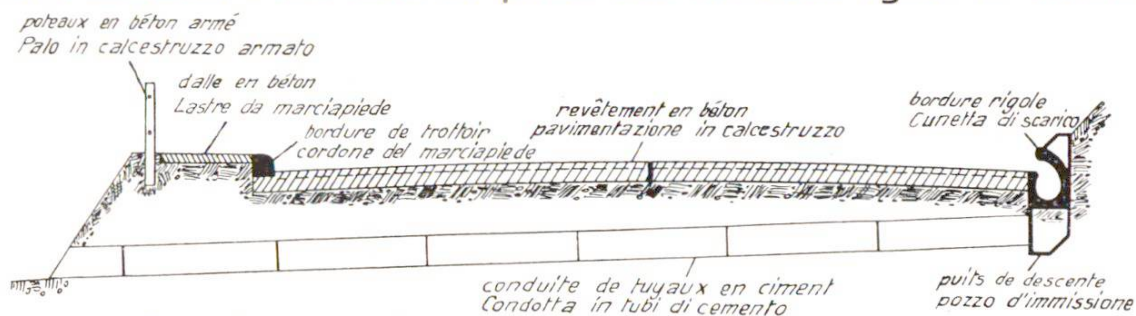 poteaux en béton armé
Palo in calcestruzzo armato
dalle en béton
Lastre da marciapiede
bordure de trottoir
cordone del marciapiede
revêtement en béton
pavimentazione in calcestruzzo
bordure rigole
Cunetta di scarico
conduite de tuyaux en ciment
Condotta in tubi di cemento
puits de descente
pozzo d'immissione